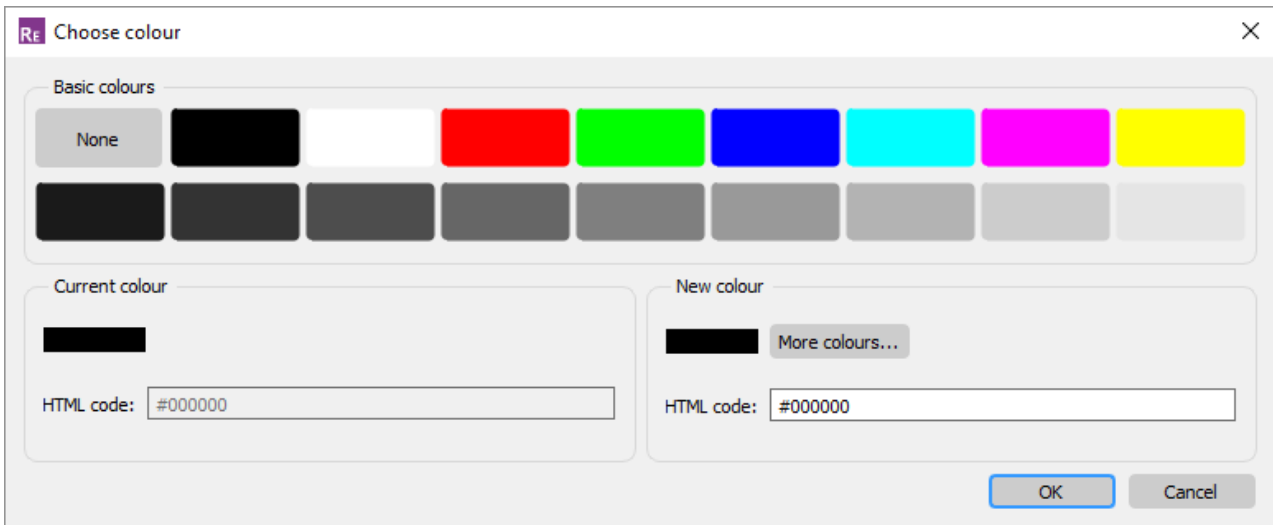 RE Choose colour
Basic colours
None
Current colour
New colour
More colours...
HTML code: #000000
HTML code: #000000
OK Cancel